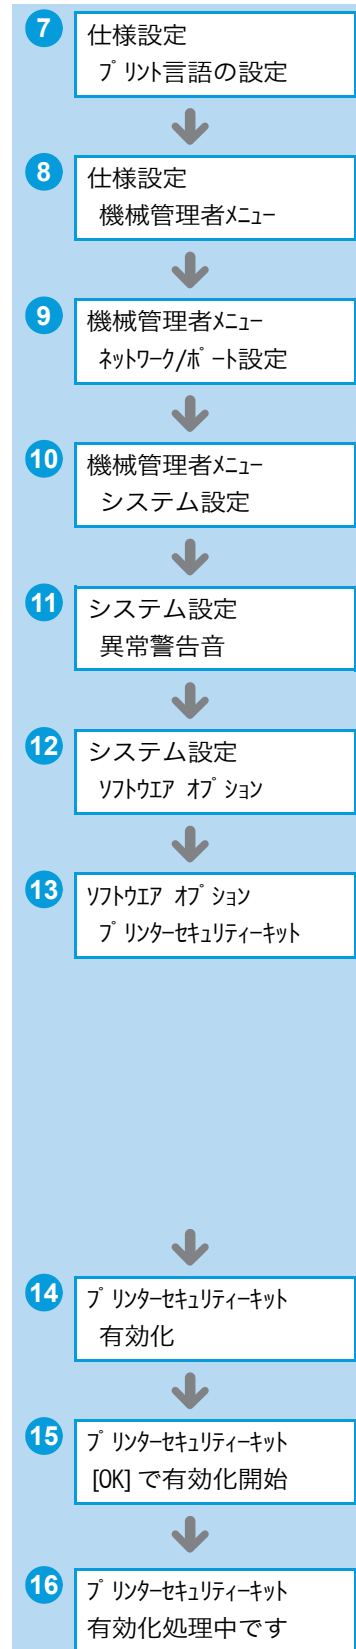 7
仕様設定
ﾌﾟﾘﾝﾄ言語の設定
8
仕様設定
機械管理者ﾒﾆｭｰ
9
機械管理者ﾒﾆｭｰ
ﾈｯﾄﾜｰｸ/ﾎﾟｰﾄ設定
10
機械管理者ﾒﾆｭｰ
システム設定
11
システム設定
異常警告音
12
システム設定
ｿﾌﾄｳｴｱ ｵﾌﾟｼｮﾝ
13
ｿﾌﾄｳｴｱ ｵﾌﾟｼｮﾝ
ﾌﾟﾘﾝﾀｰｾｷｭﾘﾃｨｰｷｯﾄ
14
ﾌﾟﾘﾝﾀｰｾｷｭﾘﾃｨｰｷｯﾄ
有効化
15
ﾌﾟﾘﾝﾀｰｾｷｭﾘﾃｨｰｷｯﾄ
[OK] で有効化開始
16
ﾌﾟﾘﾝﾀｰｾｷｭﾘﾃｨｰｷｯﾄ
有効化処理中です